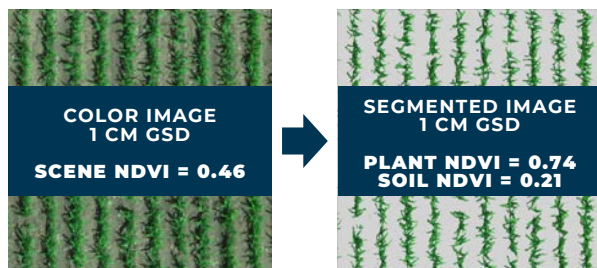 COLOR IMAGE
1 CM GSD
SCENE NDVI = 0.46
SEGMENTED IMAGE
1 CM GSD
PLANT NDVI = 0.74
SOIL NDVI = 0.21